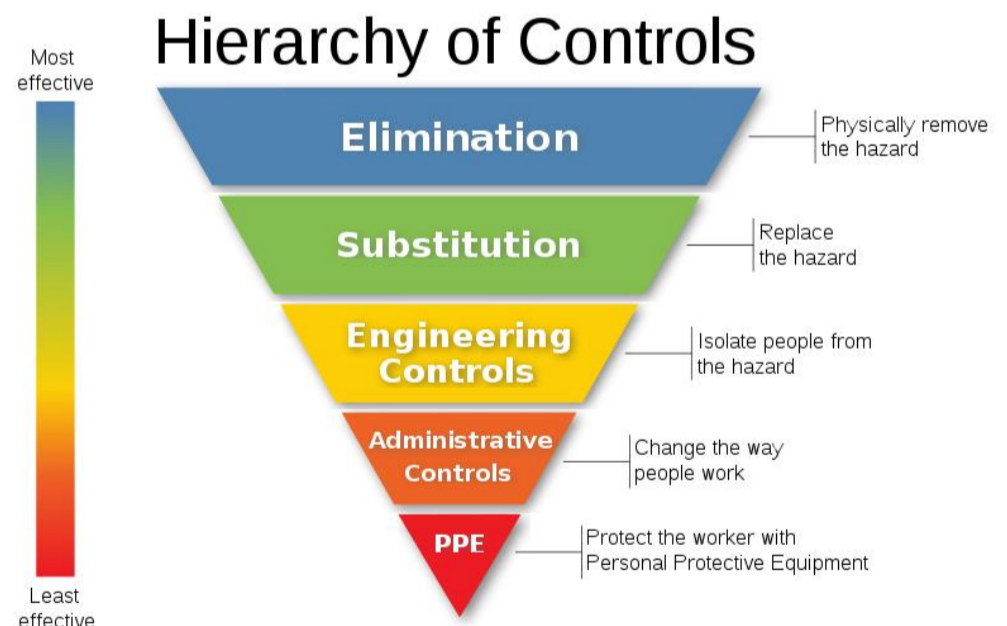 Hierarchy of Controls
Most
effective
Elimination
Physically remove
the hazard
Substitution
Replace
the hazard
Engineering
Controls
Isolate people from
the hazard
Administrative
Controls
Change the way
people work
PPE
Protect the worker with
Personal Protective Equipment
Least
effective